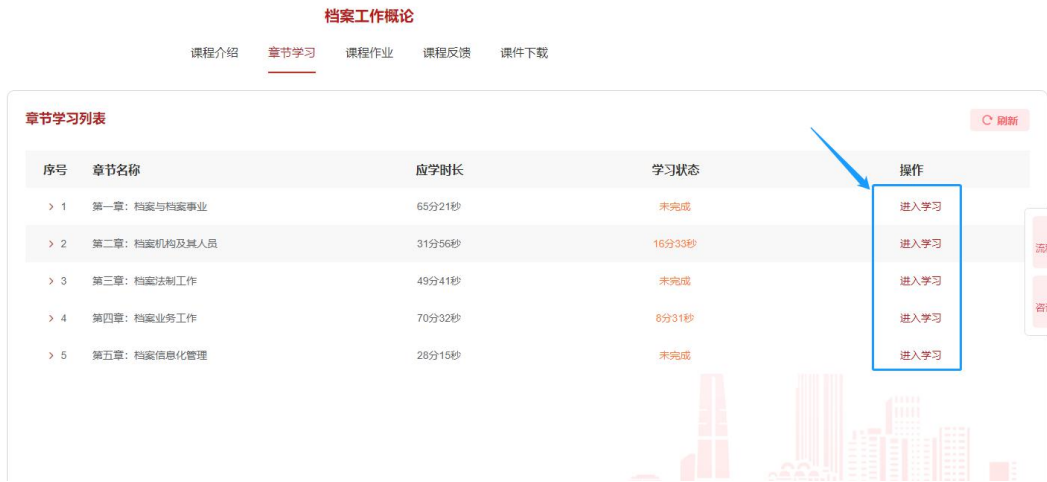 档案工作概论
课程介绍 章节学习 课程作业 课程反馈 课件下载
章节学习列表 刷新
序号 章节名称 应学时长 学习状态 操作
> 1 第一章：档案与档案事业 65分21秒 未完成 进入学习
> 2 第二章：档案机构及其人员 31分56秒 16分33秒 进入学习
> 3 第三章：档案法制工作 49分41秒 未完成 进入学习
> 4 第四章：档案业务工作 70分32秒 8分31秒 进入学习
> 5 第五章：档案信息化管理 28分15秒 未完成 进入学习